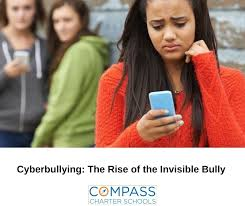 Cyberbullying: The Rise of the Invisible Bully
COMPASS
CHARTER SCHOOLS